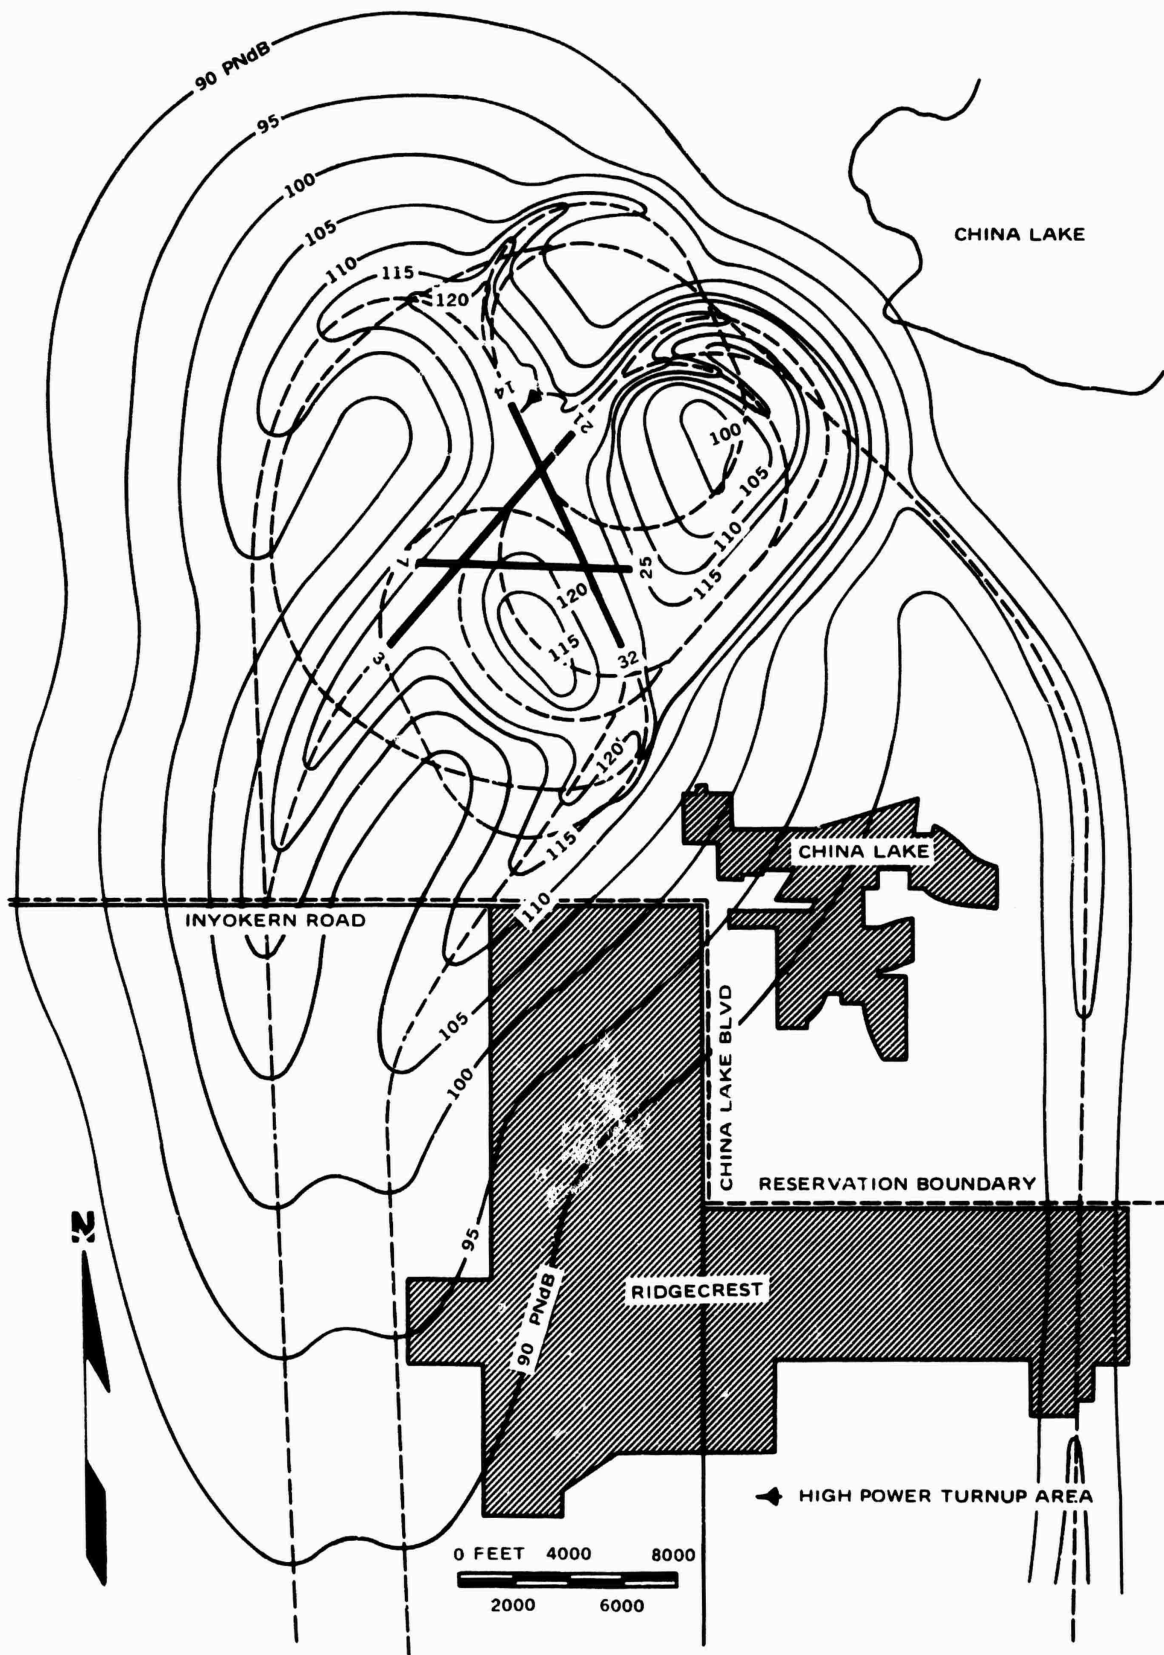 90 PNdB
95
100
105
110
115
120
CHINA LAKE
14
21
100
105
110
115
7
25
120
115
3
32
120
115
110
CHINA LAKE
INYOKERN ROAD
105
100
CHINA LAKE BLVD
RESERVATION BOUNDARY
N
95
RIDGECREST
90 PNdB
HIGH POWER TURNUP AREA
0 FEET 4000 8000
2000 6000